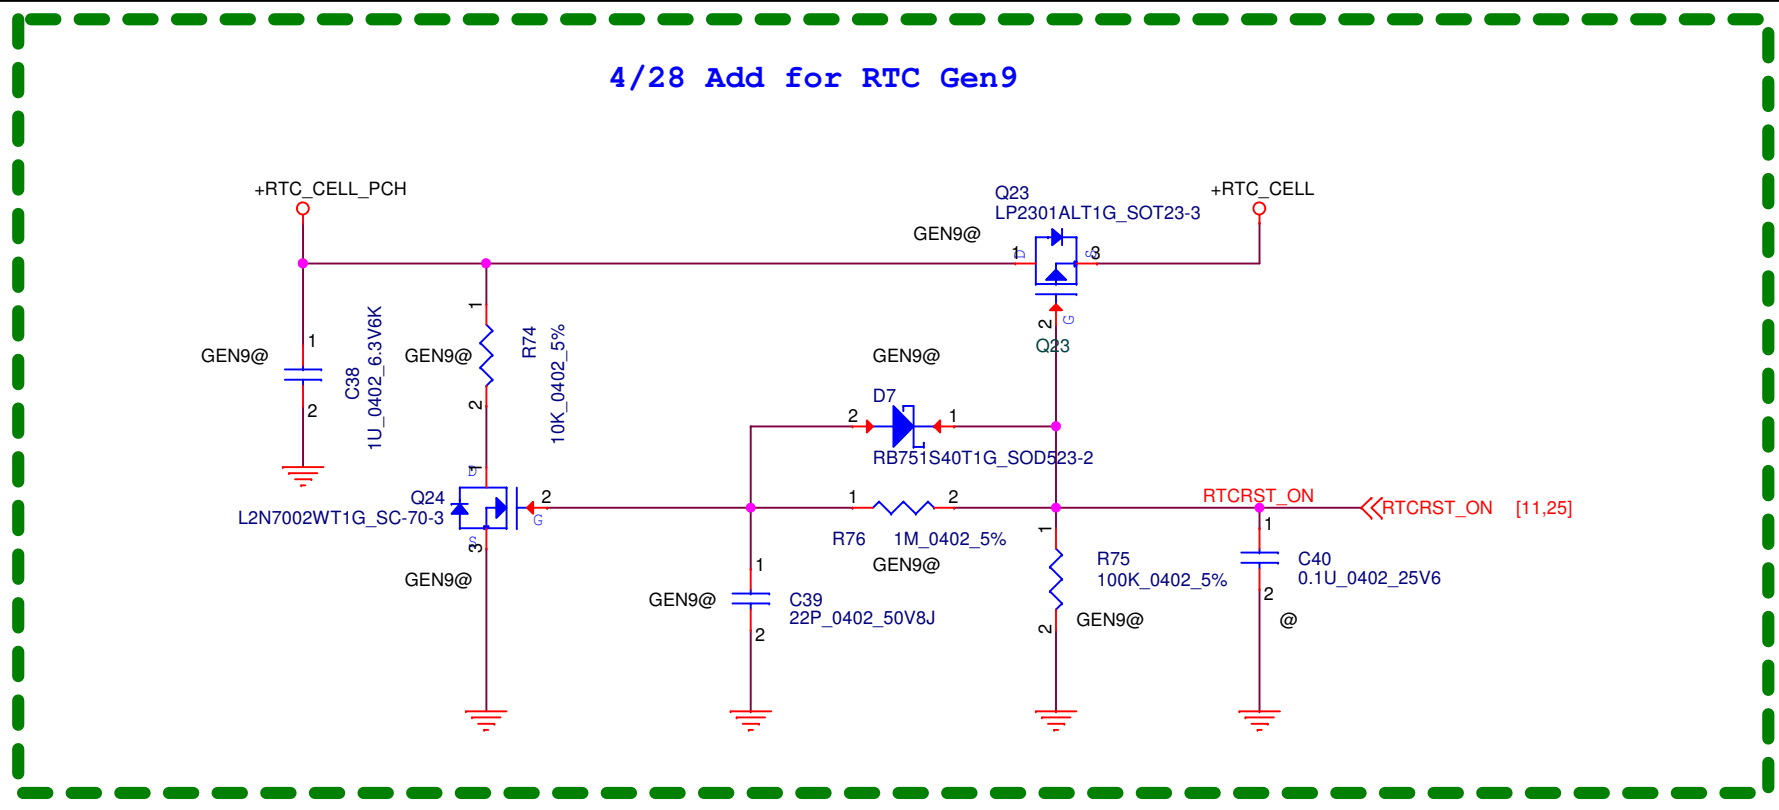 4/28 Add for RTC Gen9
+RTC_CELL_PCH
Q23
LP2301ALT1G_SOT23-3
+RTC_CELL
GEN9@
1
D
S
3
2
G
Q23
1
2
GEN9@
C38
1U_0402_6.3V6K
1
2
GEN9@
R74
10K_0402_5%
GEN9@
D7
2
1
RB751S40T1G_SOD523-2
1
D
Q24
L2N7002WT1G_SC-70-3
2
G
S
3
GEN9@
1
2
R76 1M_0402_5%
GEN9@
RTCRST_ON
RTCRST_ON [11,25]
1
2
GEN9@
C39
22P_0402_50V8J
1
2
R75
100K_0402_5%
GEN9@
1
2
C40
0.1U_0402_25V6
@